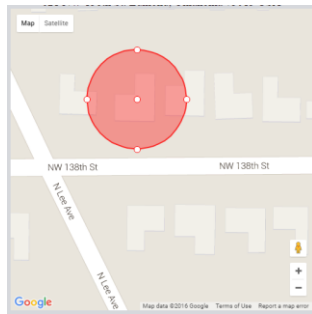 Map Satellite
NW 138th St
NW 138th St
N Lee Ave
N Lee Ave
Google
Map data ©2016 Google Terms of Use Report a map error